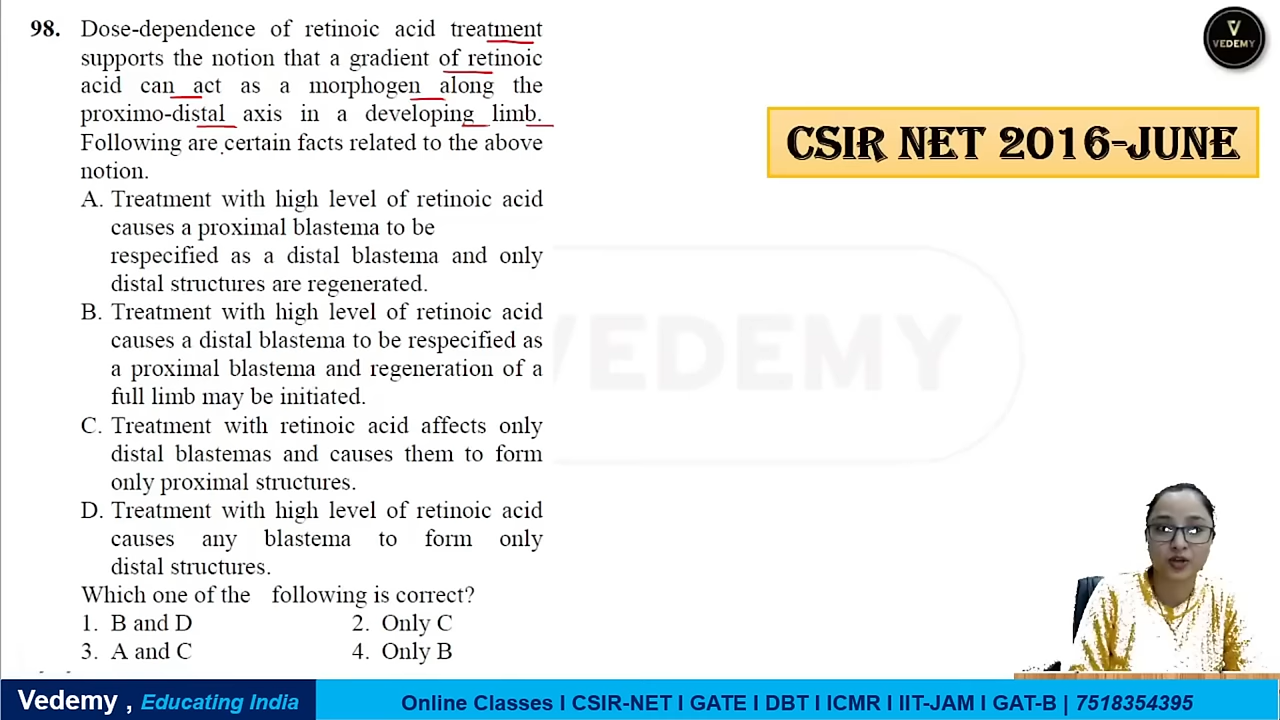 98. Dose-dependence of retinoic acid treatment
supports the notion that a gradient of retinoic
acid can act as a morphogen along the
proximo-distal axis in a developing limb.
Following are certain facts related to the above
notion.
A. Treatment with high level of retinoic acid
causes a proximal blastema to be
respecified as a distal blastema and only
distal structures are regenerated.
B. Treatment with high level of retinoic acid
causes a distal blastema to be respecified as
a proximal blastema and regeneration of a
full limb may be initiated.
C. Treatment with retinoic acid affects only
distal blastemas and causes them to form
only proximal structures.
D. Treatment with high level of retinoic acid
causes any blastema to form only
distal structures.
Which one of the following is correct?
1. B and D 2. Only C
3. A and C 4. Only B
CSIR NET 2016-JUNE
V
VEDEMY
VEDEMY
Vedemy , Educating India
Online Classes I CSIR-NET I GATE I DBT I ICMR I IIT-JAM I GAT-B | 7518354395